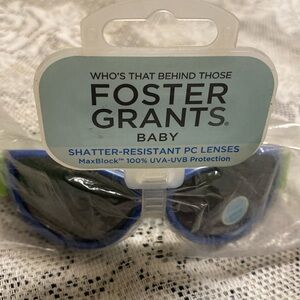 WHO'S THAT BEHIND THOSE
FOSTER
GRANTS®
BABY
SHATTER-RESISTANT PC LENSES
MaxBlock™ 100% UVA-UVB Protection